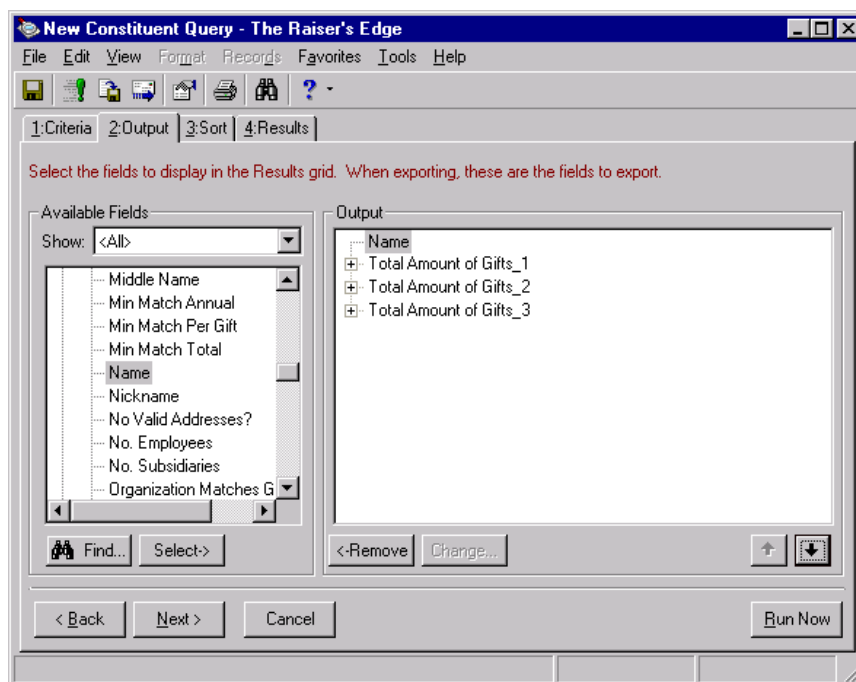 New Constituent Query - The Raiser's Edge
File Edit View Format Records Favorites Tools Help
1:Criteria 2:Output 3:Sort 4:Results
Select the fields to display in the Results grid. When exporting, these are the fields to export.
Available Fields
Show: <All>
Middle Name
Min Match Annual
Min Match Per Gift
Min Match Total
Name
Nickname
No Valid Addresses?
No. Employees
No. Subsidiaries
Organization Matches G
Find... Select->
Output
Name
Total Amount of Gifts_1
Total Amount of Gifts_2
Total Amount of Gifts_3
<-Remove Change...
< Back Next > Cancel Run Now